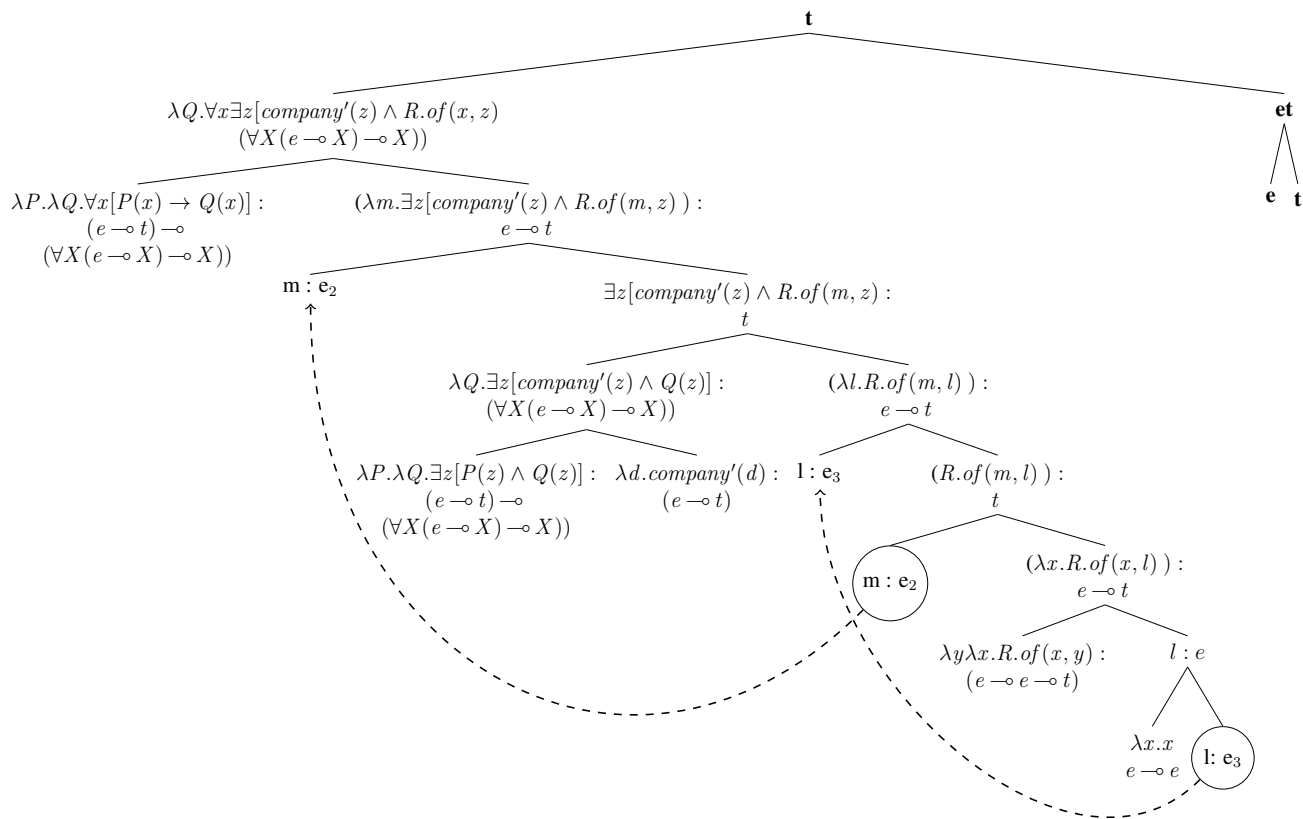 t
λQ.∀x∃z[company′(z) ∧ R.of(x, z)
(∀X(e ⊸ X) ⊸ X))
et
λP.λQ.∀x[P(x) → Q(x)] :
(e ⊸ t) ⊸
(∀X(e ⊸ X) ⊸ X))
(λm.∃z[company′(z) ∧ R.of(m, z) ) :
e ⊸ t
e t
m : e₂
∃z[company′(z) ∧ R.of(m, z) :
t
λQ.∃z[company′(z) ∧ Q(z)] :
(∀X(e ⊸ X) ⊸ X))
(λl.R.of(m, l) ) :
e ⊸ t
λP.λQ.∃z[P(z) ∧ Q(z)] :
(e ⊸ t) ⊸
(∀X(e ⊸ X) ⊸ X))
λd.company′(d) :
(e ⊸ t)
l : e₃
(R.of(m, l) ) :
t
m : e₂
(λx.R.of(x, l) ) :
e ⊸ t
λyλx.R.of(x, y) :
(e ⊸ e ⊸ t)
l : e
λx.x
e ⊸ e
l: e₃